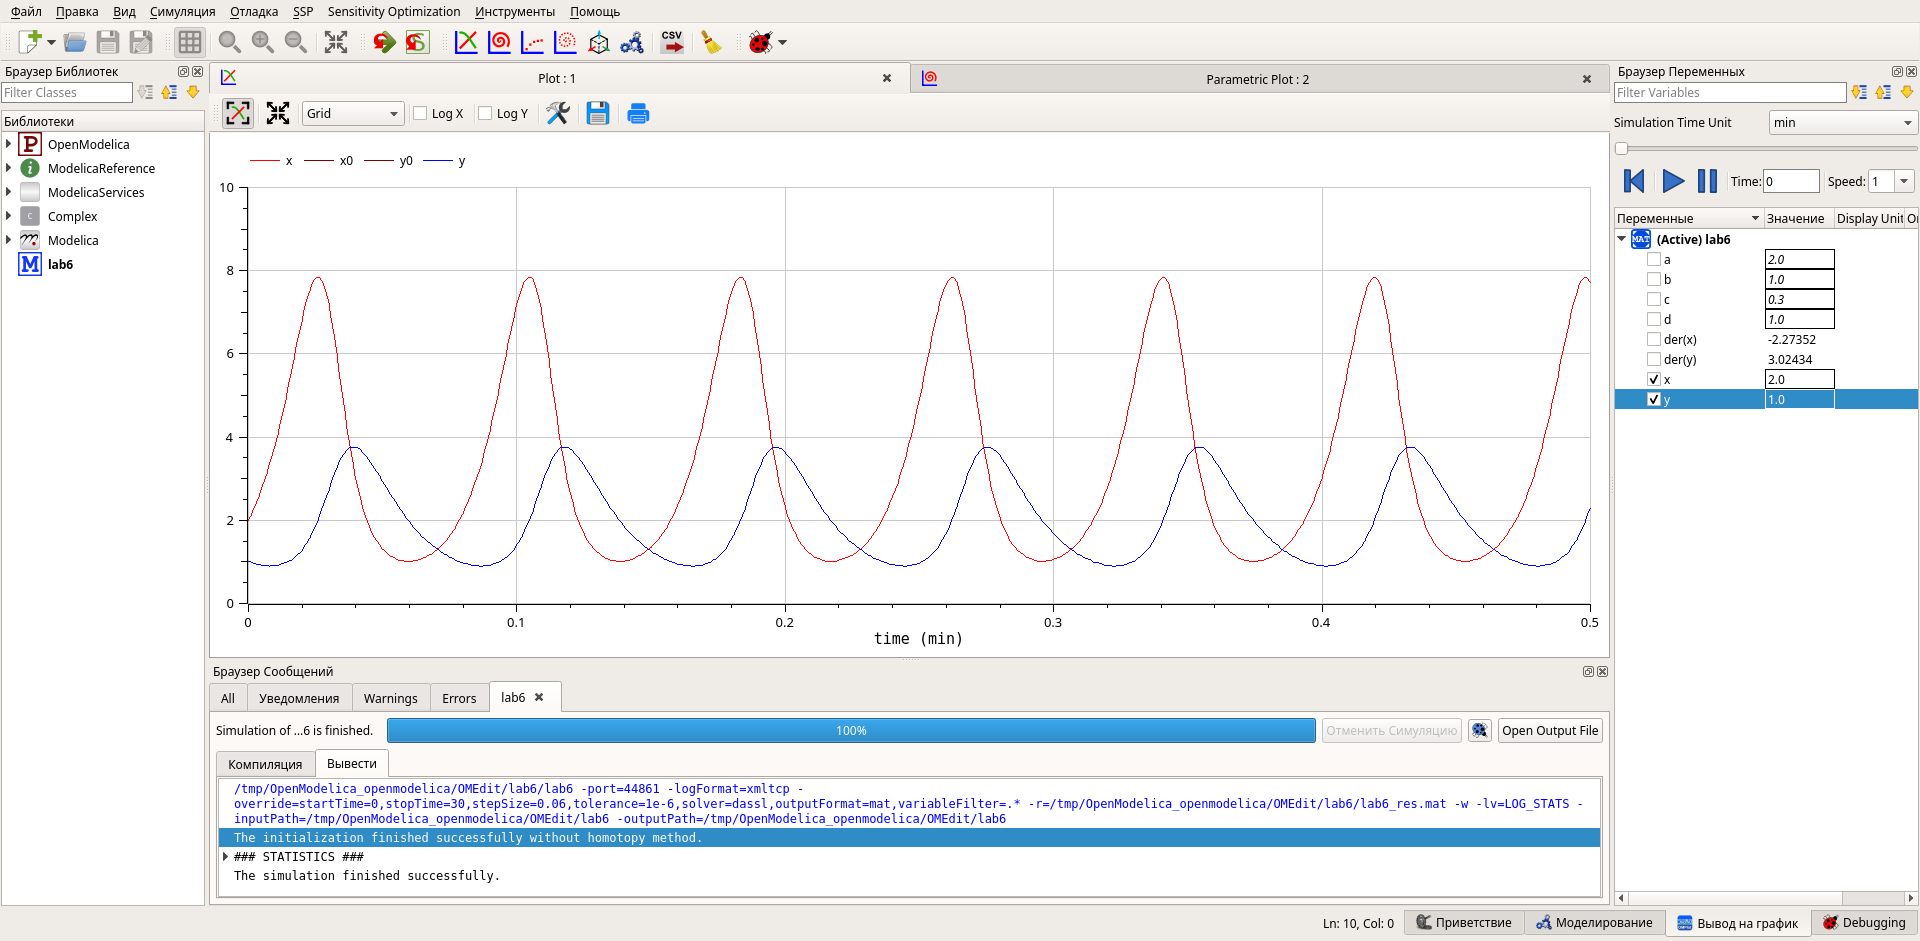 Файл Правка Вид Симуляция Отладка SSP Sensitivity Optimization Инструменты Помощь
CSV
Браузер Библиотек
Filter Classes
Библиотеки
P OpenModelica
i ModelicaReference
ModelicaServices
C Complex
m Modelica
M lab6
Plot : 1
Parametric Plot : 2
Grid Log X Log Y
x x0 y0 y
10
8
6
4
2
0
0 0.1 0.2 0.3 0.4 0.5
time (min)
Браузер Сообщений
All Уведомления Warnings Errors lab6
Simulation of ...6 is finished. 100% Отменить Симуляцию Open Output File
Компиляция Вывести
/tmp/OpenModelica_openmodelica/OMEdit/lab6/lab6 -port=44861 -logFormat=xmltcp -
override=startTime=0,stopTime=30,stepSize=0.06,tolerance=1e-6,solver=dassl,outputFormat=mat,variableFilter=.* -r=/tmp/OpenModelica_openmodelica/OMEdit/lab6/lab6_res.mat -w -lv=LOG_STATS -
inputPath=/tmp/OpenModelica_openmodelica/OMEdit/lab6 -outputPath=/tmp/OpenModelica_openmodelica/OMEdit/lab6
The initialization finished successfully without homotopy method.
### STATISTICS ###
The simulation finished successfully.
Браузер Переменных
Filter Variables
Simulation Time Unit min
Time: 0 Speed: 1
Переменные Значение Display Unit
MAT (Active) lab6
a 2.0
b 1.0
c 0.3
d 1.0
der(x) -2.27352
der(y) 3.02434
x 2.0
y 1.0
Ln: 10, Col: 0 Приветствие Моделирование Вывод на график Debugging